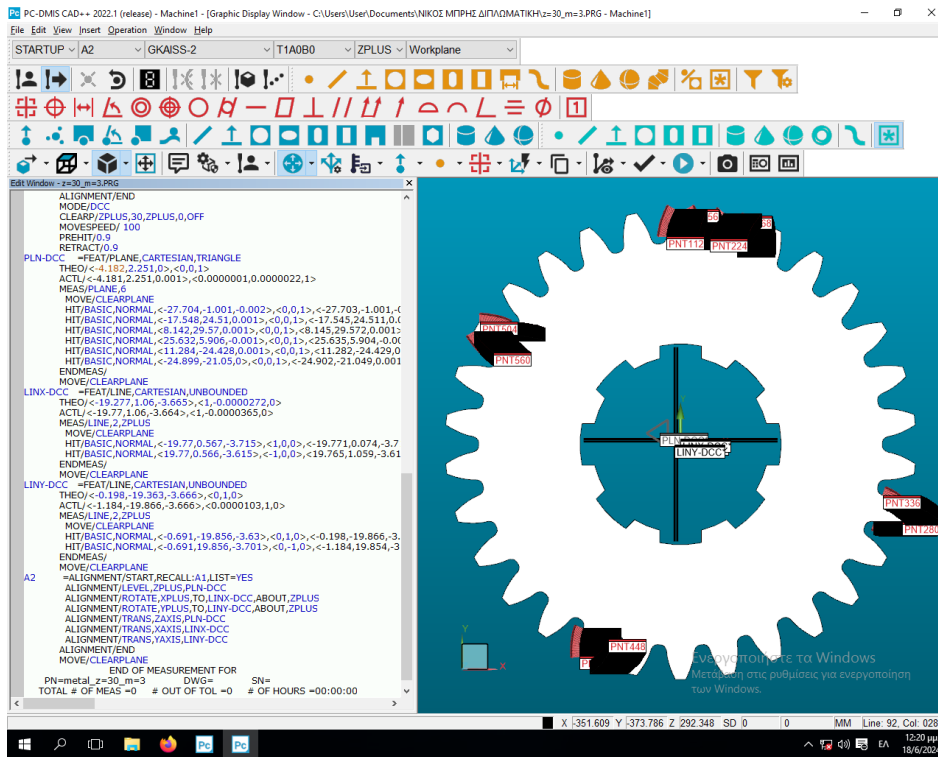 PC-DMIS CAD++ 2022.1 (release) - Machine1 - [Graphic Display Window - C:\Users\User\Documents\ΝΙΚΟΣ ΜΠΡΗΣ ΔΙΠΛΩΜΑΤΙΚΗ\z=30_m=3.PRG - Machine1]
File Edit View Insert Operation Window Help
STARTUP A2 GKAISS-2 T1A0B0 ZPLUS Workplane
Edit Window - z=30_m=3.PRG
ALIGNMENT/END
MODE/DCC
CLEARP/ZPLUS,30,ZPLUS,0,OFF
MOVESPEED/ 100
PREHIT/0.9
RETRACT/0.9
PLN-DCC =FEAT/PLANE,CARTESIAN,TRIANGLE
THEO/<-4.182,2.251,0>,<0,0,1>
ACTL/<-4.181,2.251,0.001>,<0.0000001,0.0000022,1>
MEAS/PLANE,6
MOVE/CLEARPLANE
HIT/BASIC,NORMAL,<-27.704,-1.001,-0.002>,<0,0,1>,<-27.703,-1.001,-0
HIT/BASIC,NORMAL,<-17.548,24.51,0.001>,<0,0,1>,<-17.545,24.511,0.0
HIT/BASIC,NORMAL,<8.142,29.57,0.001>,<0,0,1>,<8.145,29.572,0.001>
HIT/BASIC,NORMAL,<25.632,5.906,-0.001>,<0,0,1>,<25.635,5.904,-0.00
HIT/BASIC,NORMAL,<11.284,-24.428,0.001>,<0,0,1>,<11.282,-24.429,0
HIT/BASIC,NORMAL,<-24.899,-21.05,0>,<0,0,1>,<-24.902,-21.049,0.001
ENDMEAS/
MOVE/CLEARPLANE
LINX-DCC =FEAT/LINE,CARTESIAN,UNBOUNDED
THEO/<-19.277,1.06,-3.665>,<1,-0.0000272,0>
ACTL/<-19.77,1.06,-3.664>,<1,-0.0000365,0>
MEAS/LINE,2,ZPLUS
MOVE/CLEARPLANE
HIT/BASIC,NORMAL,<-19.77,0.567,-3.715>,<1,0,0>,<-19.771,0.074,-3.7
HIT/BASIC,NORMAL,<19.77,0.566,-3.615>,<-1,0,0>,<19.765,1.059,-3.61
ENDMEAS/
MOVE/CLEARPLANE
LINY-DCC =FEAT/LINE,CARTESIAN,UNBOUNDED
THEO/<-0.198,-19.363,-3.666>,<0,1,0>
ACTL/<-1.184,-19.866,-3.666>,<0.0000103,1,0>
MEAS/LINE,2,ZPLUS
MOVE/CLEARPLANE
HIT/BASIC,NORMAL,<-0.691,-19.856,-3.63>,<0,1,0>,<-0.198,-19.866,-3.
HIT/BASIC,NORMAL,<-0.691,19.856,-3.701>,<0,-1,0>,<-1.184,19.854,-3
ENDMEAS/
MOVE/CLEARPLANE
A2 =ALIGNMENT/START,RECALL:A1,LIST=YES
ALIGNMENT/LEVEL,ZPLUS,PLN-DCC
ALIGNMENT/ROTATE,XPLUS,TO,LINX-DCC,ABOUT,ZPLUS
ALIGNMENT/ROTATE,YPLUS,TO,LINY-DCC,ABOUT,ZPLUS
ALIGNMENT/TRANS,ZAXIS,PLN-DCC
ALIGNMENT/TRANS,XAXIS,LINX-DCC
ALIGNMENT/TRANS,YAXIS,LINY-DCC
ALIGNMENT/END
MOVE/CLEARPLANE
END OF MEASUREMENT FOR
PN=metal_z=30_m=3 DWG= SN=
TOTAL # OF MEAS =0 # OUT OF TOL =0 # OF HOURS =00:00:00
56
68
PNT112 PNT224
PNT504
PNT560
LINY-DCC
PNT336
PNT280
PNT448
Y
X
Ενεργοποιήστε τα Windows
Μετάβαση στις ρυθμίσεις για ενεργοποίηση
των Windows.
X -351.609 Y -373.786 Z 292.348 SD 0 0 MM Line: 92, Col: 028
ΕΛ
12:20 μμ
18/6/2024